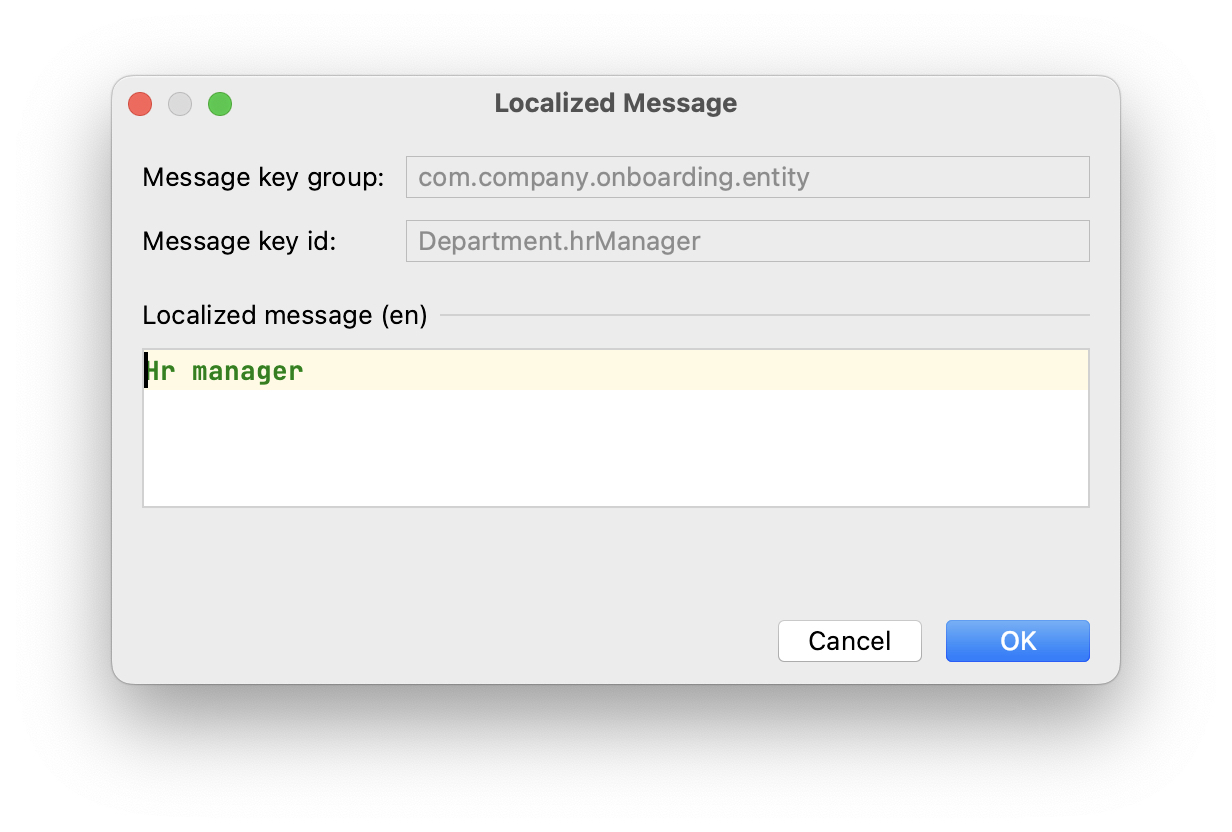 Localized Message
Message key group: com.company.onboarding.entity
Message key id: Department.hrManager
Localized message (en)
Hr manager
Cancel OK